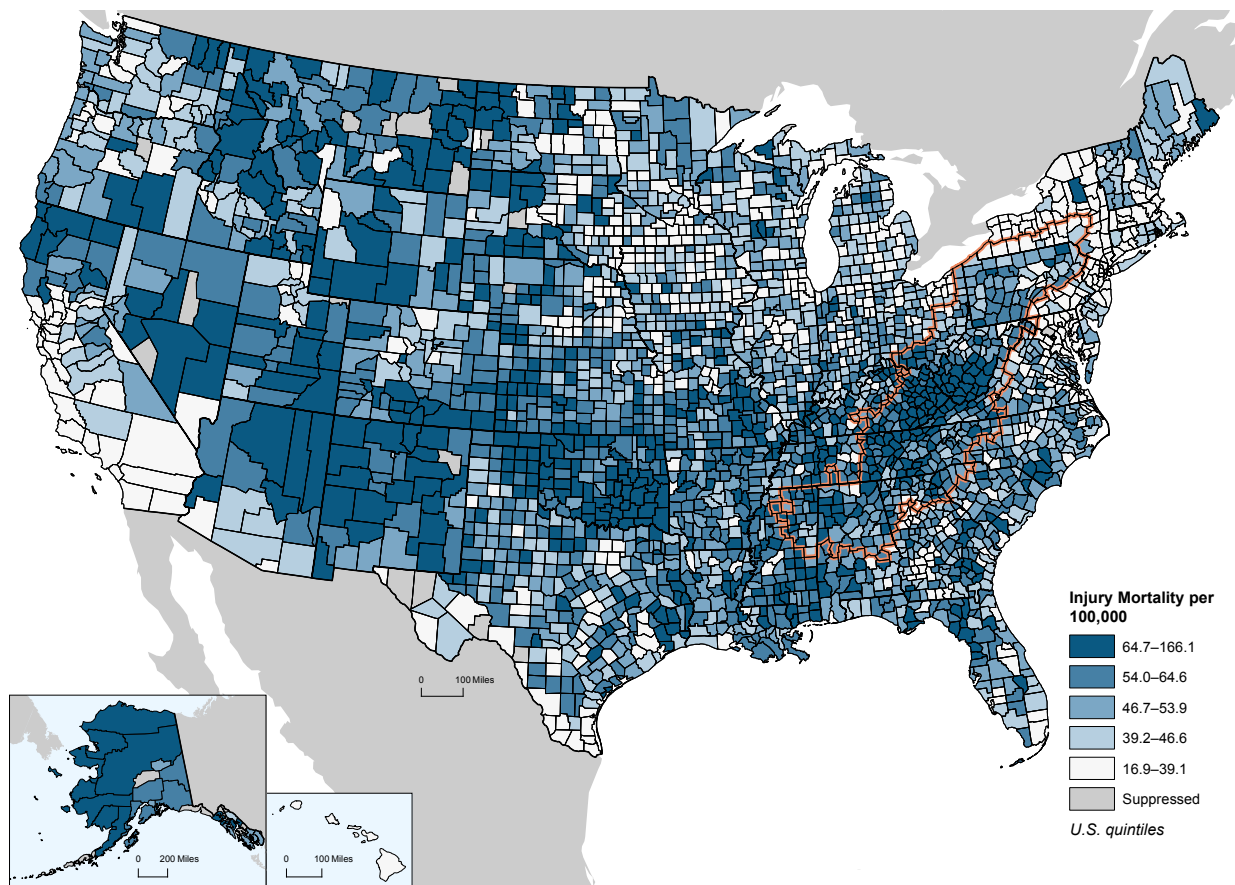 Injury Mortality per
100,000
64.7–166.1
54.0–64.6
46.7–53.9
39.2–46.6
16.9–39.1
Suppressed
U.S. quintiles
0 100 Miles
0 200 Miles
0 100 Miles